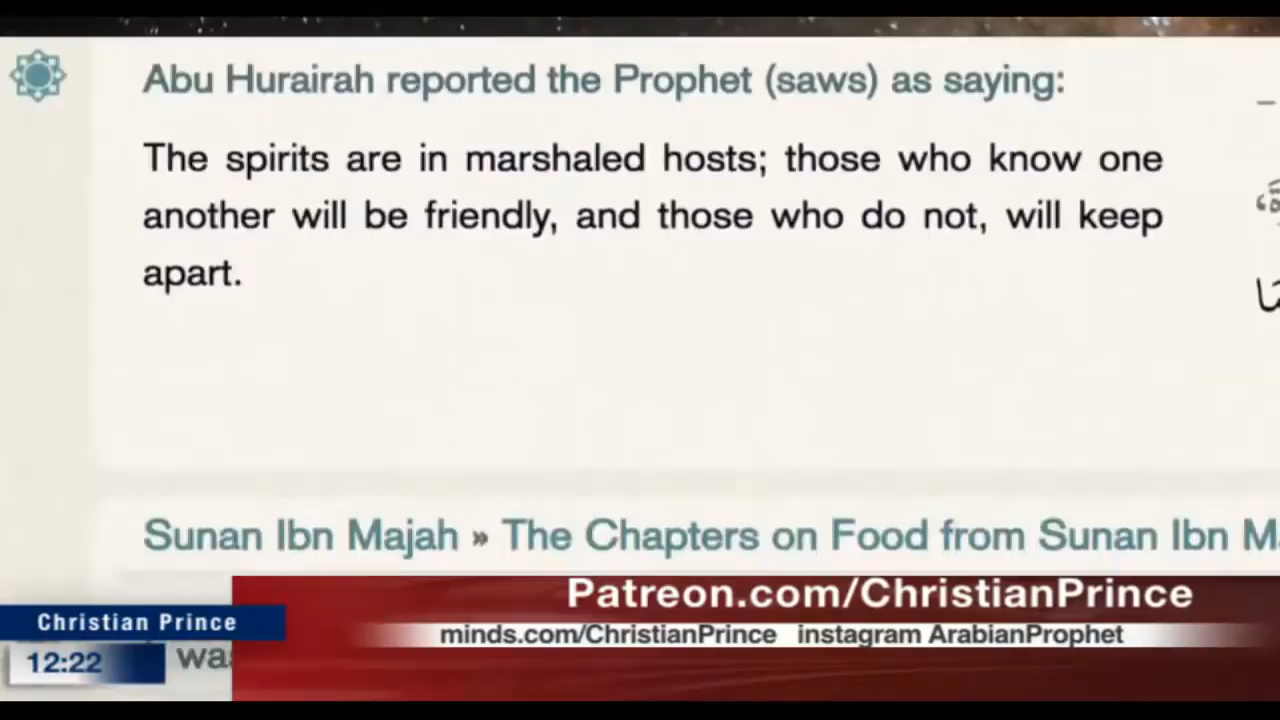 Abu Hurairah reported the Prophet (saws) as saying:
The spirits are in marshaled hosts; those who know one
another will be friendly, and those who do not, will keep
apart.
Sunan Ibn Majah » The Chapters on Food from Sunan Ibn
Patreon.com/ChristianPrince
Christian Prince
minds.com/ChristianPrince instagram ArabianProphet
12:22